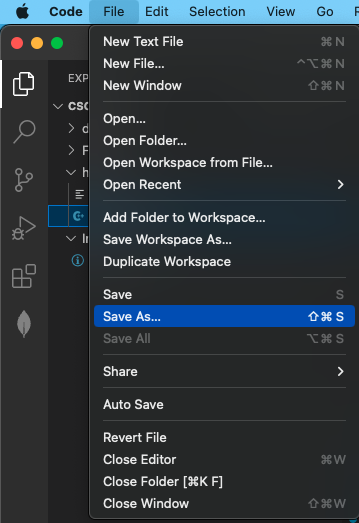 Code File Edit Selection View Go
EXP
CSC
New Text File ⌘N
New File... ^⌥⌘N
New Window ⇧⌘N
Open...
Open Folder...
Open Workspace from File...
Open Recent
Add Folder to Workspace...
Save Workspace As...
Duplicate Workspace
Save S
Save As... ⇧⌘S
Save All ⌥⌘S
Share
Auto Save
Revert File
Close Editor ⌘W
Close Folder [⌘K F]
Close Window ⇧⌘W